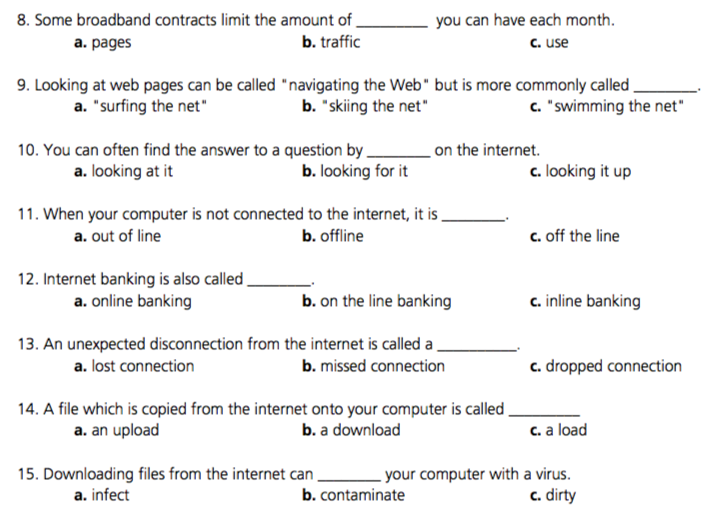 8. Some broadband contracts limit the amount of _________ you can have each month.
a. pages b. traffic c. use
9. Looking at web pages can be called "navigating the Web" but is more commonly called ________.
a. "surfing the net" b. "skiing the net" c. "swimming the net"
10. You can often find the answer to a question by ________ on the internet.
a. looking at it b. looking for it c. looking it up
11. When your computer is not connected to the internet, it is ________.
a. out of line b. offline c. off the line
12. Internet banking is also called ________.
a. online banking b. on the line banking c. inline banking
13. An unexpected disconnection from the internet is called a __________.
a. lost connection b. missed connection c. dropped connection
14. A file which is copied from the internet onto your computer is called _________
a. an upload b. a download c. a load
15. Downloading files from the internet can ________ your computer with a virus.
a. infect b. contaminate c. dirty